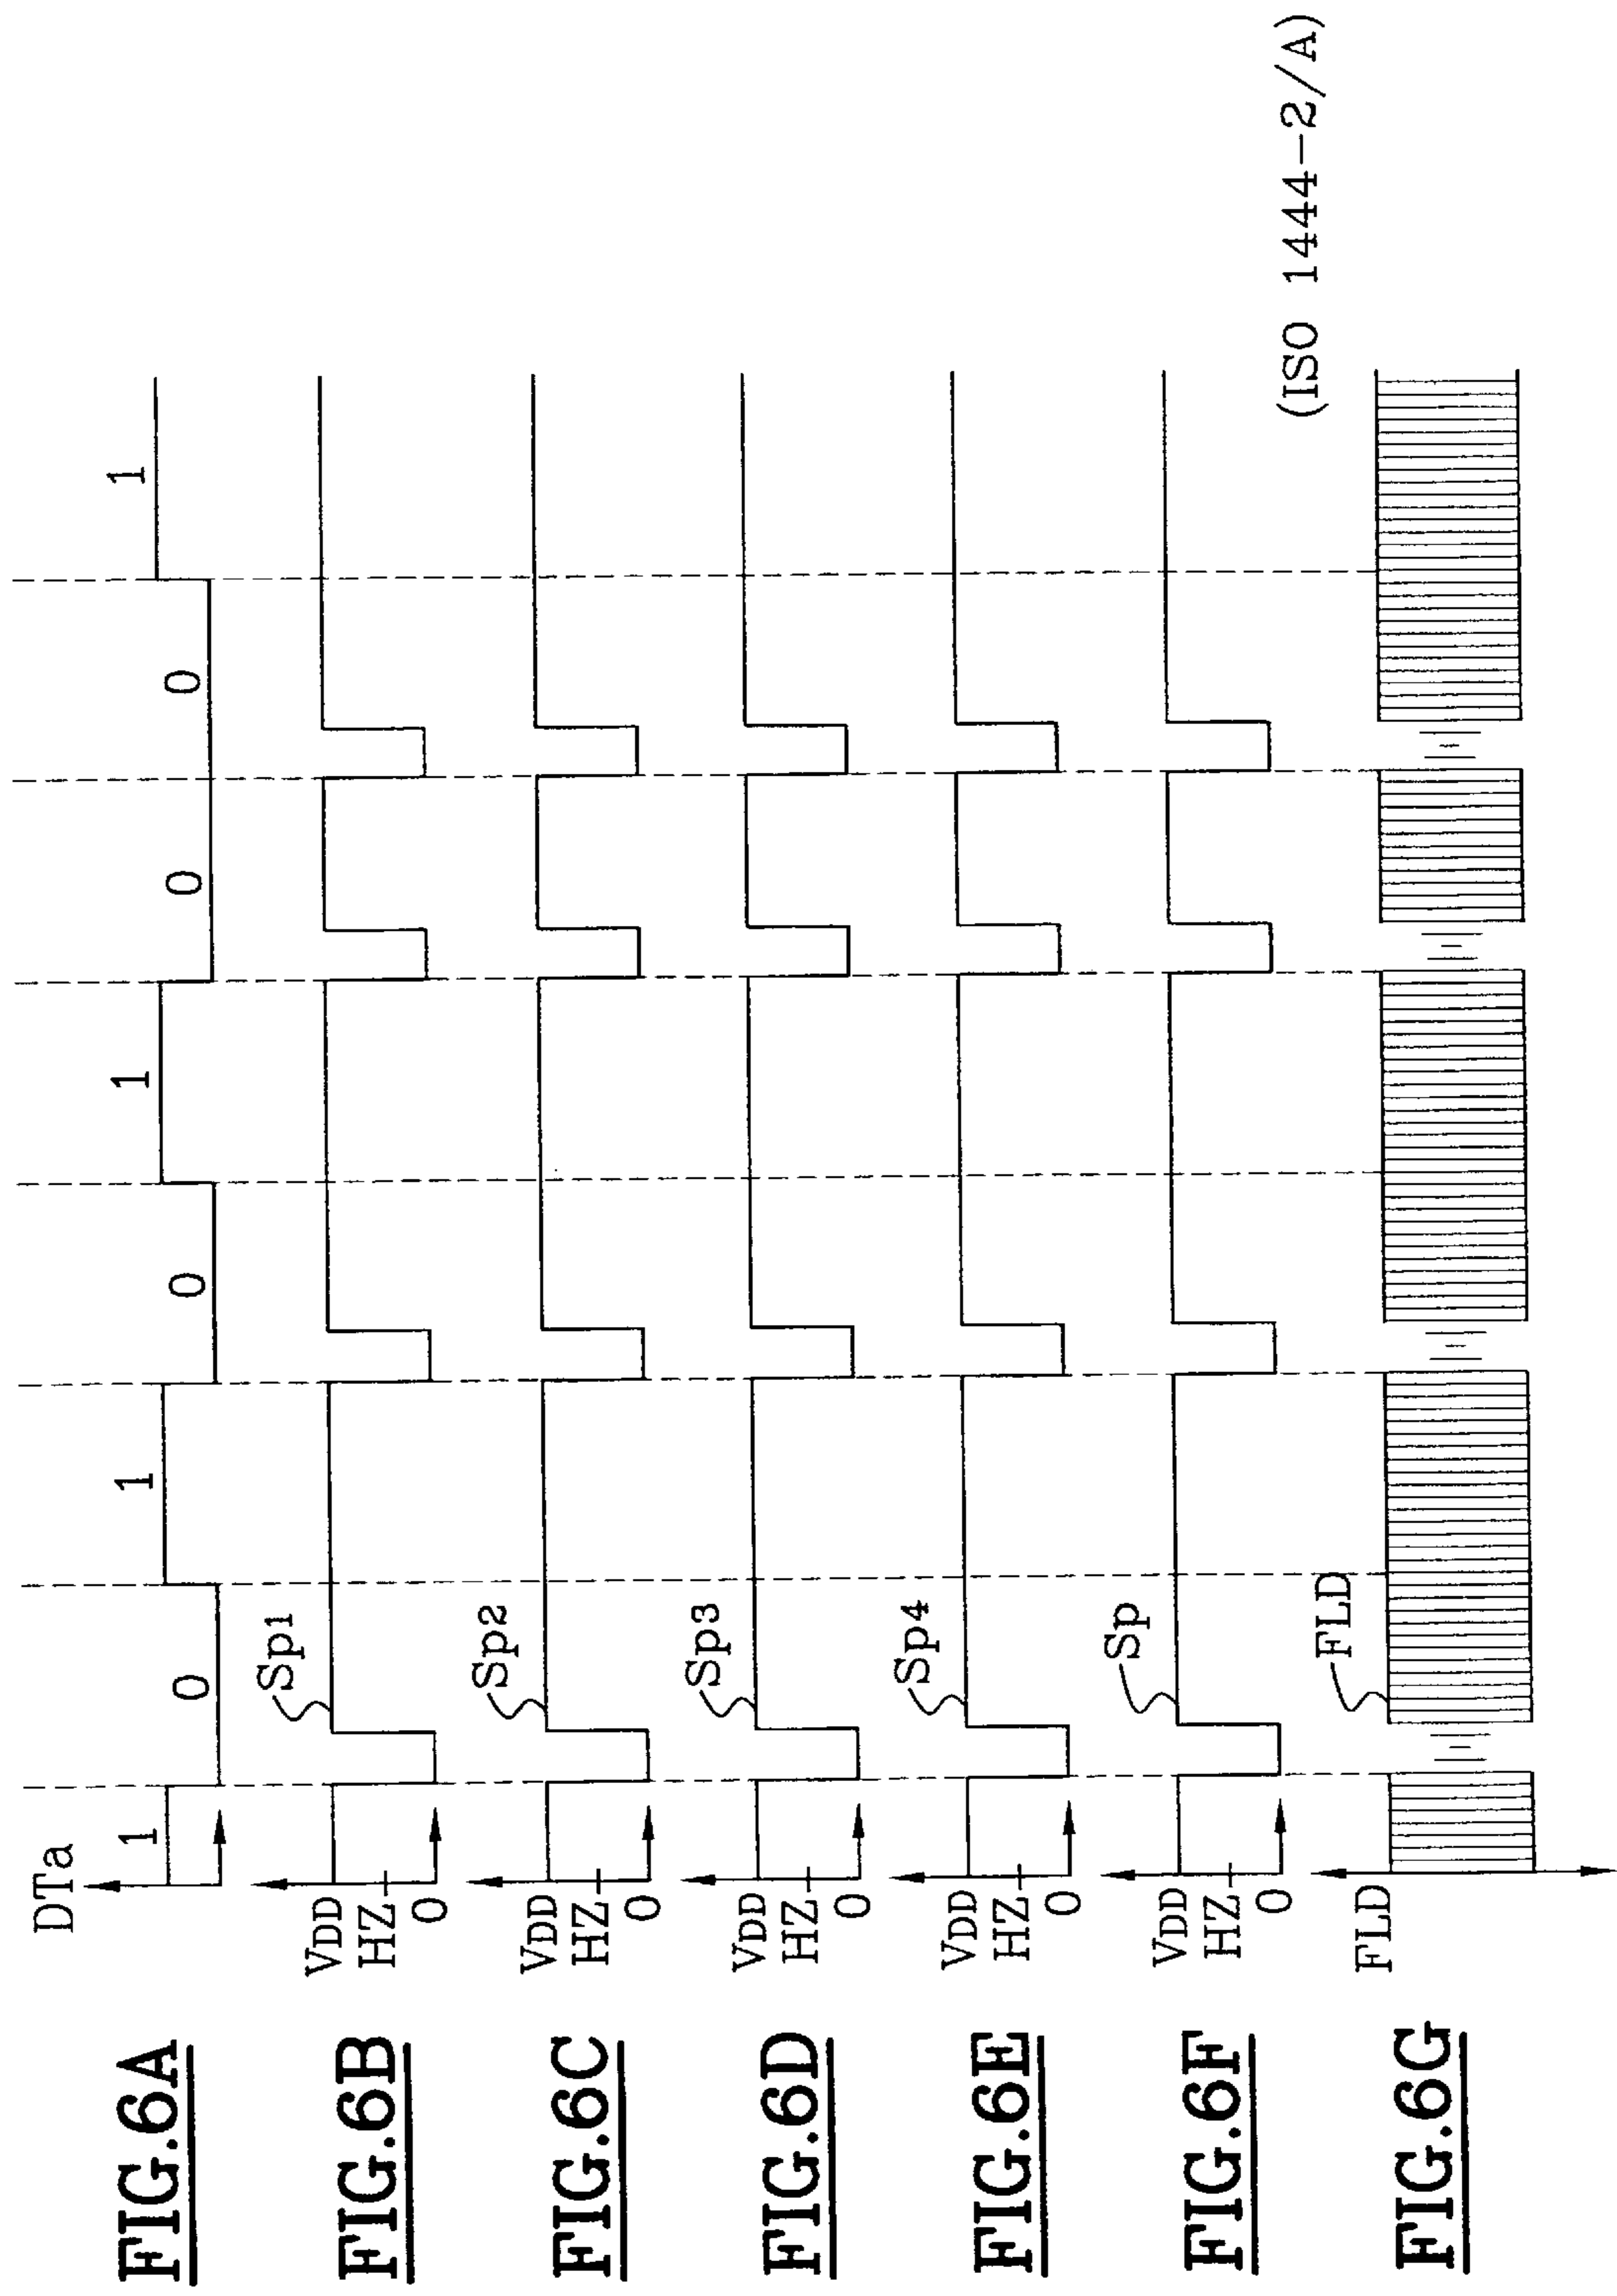 FIG.6A
DTa
1 0 1 0 1 0 0 1
FIG.6B
VDD
HZ
0
Sp1
FIG.6C
VDD
HZ
0
Sp2
FIG.6D
VDD
HZ
0
Sp3
FIG.6E
VDD
HZ
0
Sp4
FIG.6F
VDD
HZ
0
Sp
FIG.6G
FLD
FLD
(ISO 1444-2/A)